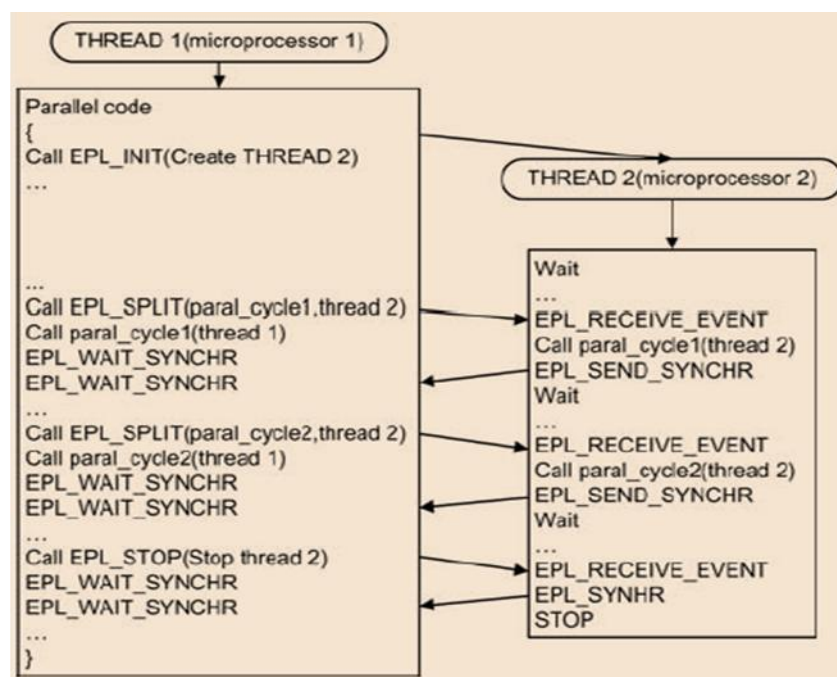 THREAD 1(microprocessor 1)
Parallel code
{
Call EPL_INIT(Create THREAD 2)
...
...
Call EPL_SPLIT(paral_cycle1,thread 2)
Call paral_cycle1(thread 1)
EPL_WAIT_SYNCHR
EPL_WAIT_SYNCHR
...
Call EPL_SPLIT(paral_cycle2,thread 2)
Call paral_cycle2(thread 1)
EPL_WAIT_SYNCHR
EPL_WAIT_SYNCHR
...
Call EPL_STOP(Stop thread 2)
EPL_WAIT_SYNCHR
EPL_WAIT_SYNCHR
...
}
THREAD 2(microprocessor 2)
Wait
...
EPL_RECEIVE_EVENT
Call paral_cycle1(thread 2)
EPL_SEND_SYNCHR
Wait
...
EPL_RECEIVE_EVENT
Call paral_cycle2(thread 2)
EPL_SEND_SYNCHR
Wait
...
EPL_RECEIVE_EVENT
EPL_SYNHR
STOP